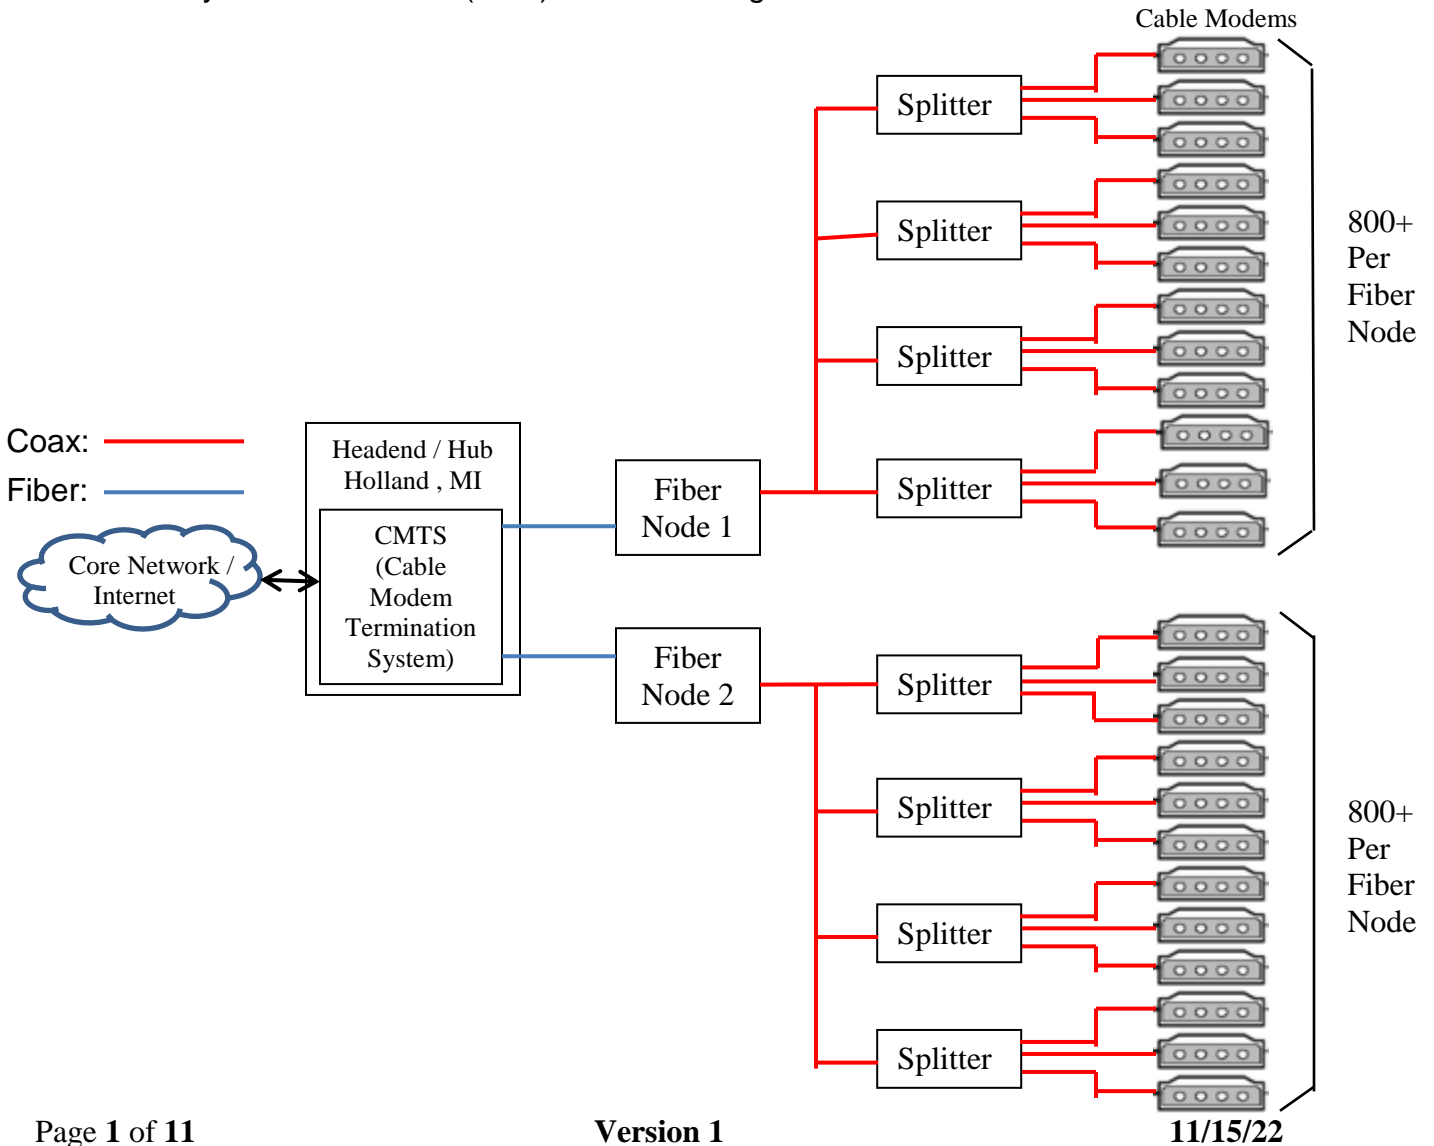 Cable Modems
Splitter
Splitter
Splitter
Splitter
800+
Per
Fiber
Node
Coax:
Fiber:
Headend / Hub
Holland , MI
CMTS
(Cable
Modem
Termination
System)
Core Network /
Internet
Fiber
Node 1
Fiber
Node 2
Splitter
Splitter
Splitter
Splitter
800+
Per
Fiber
Node
Page 1 of 11
Version 1
11/15/22